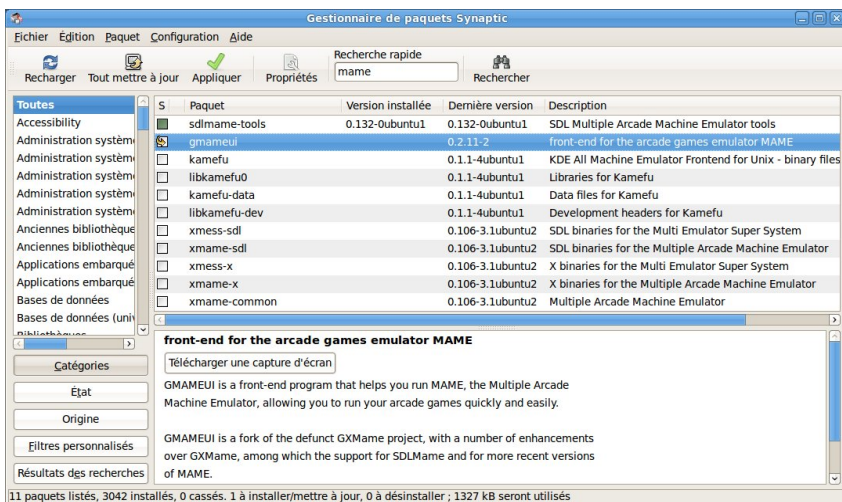 Gestionnaire de paquets Synaptic
Fichier Édition Paquet Configuration Aide
Recharger Tout mettre à jour Appliquer Propriétés Recherche rapide Rechercher
mame
Toutes
Accessibility
Administration systèm
Administration systèm
Administration systèm
Administration systèm
Administration systèm
Anciennes bibliothèque
Anciennes bibliothèque
Applications embarqué
Applications embarqué
Bases de données
Bases de données (univ
Bibliothèques
Catégories
État
Origine
Filtres personnalisés
Résultats des recherches
S Paquet Version installée Dernière version Description
sdlmame-tools 0.132-0ubuntu1 0.132-0ubuntu1 SDL Multiple Arcade Machine Emulator tools
gmameui 0.2.11-2 front-end for the arcade games emulator MAME
kamefu 0.1.1-4ubuntu1 KDE All Machine Emulator Frontend for Unix - binary files
libkamefu0 0.1.1-4ubuntu1 Libraries for Kamefu
kamefu-data 0.1.1-4ubuntu1 Data files for Kamefu
libkamefu-dev 0.1.1-4ubuntu1 Development headers for Kamefu
xmess-sdl 0.106-3.1ubuntu2 SDL binaries for the Multi Emulator Super System
xmame-sdl 0.106-3.1ubuntu2 SDL binaries for the Multiple Arcade Machine Emulator
xmess-x 0.106-3.1ubuntu2 X binaries for the Multi Emulator Super System
xmame-x 0.106-3.1ubuntu2 X binaries for the Multiple Arcade Machine Emulator
xmame-common 0.106-3.1ubuntu2 Multiple Arcade Machine Emulator
front-end for the arcade games emulator MAME
Télécharger une capture d'écran
GMAMEUI is a front-end program that helps you run MAME, the Multiple Arcade
Machine Emulator, allowing you to run your arcade games quickly and easily.
GMAMEUI is a fork of the defunct GXMame project, with a number of enhancements
over GXMame, among which the support for SDLMame and for more recent versions
of MAME.
11 paquets listés, 3042 installés, 0 cassés. 1 à installer/mettre à jour, 0 à désinstaller ; 1327 kB seront utilisés